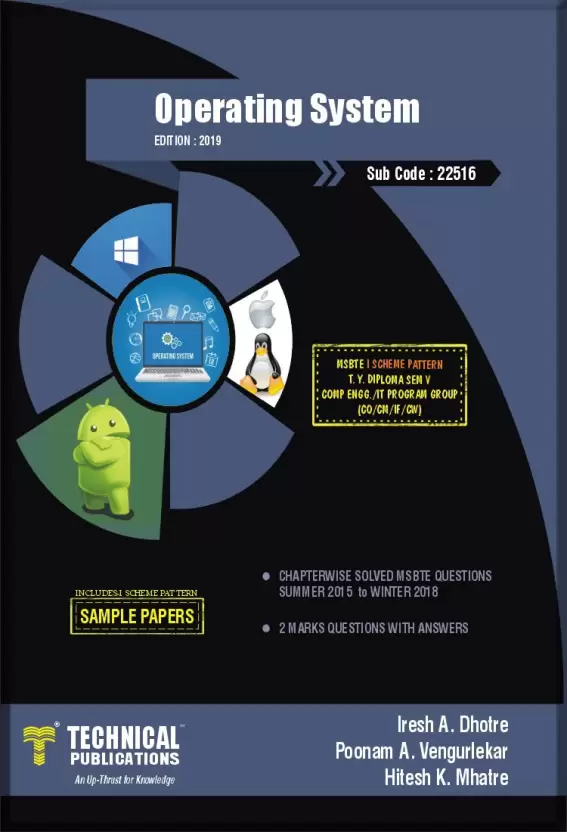 Operating System
EDITION : 2019
Sub Code : 22516
OPERATING SYSTEM
MSBTE I SCHEME PATTERN
T. Y. DIPLOMA SEM V
COMP ENGG./IT PROGRAM GROUP
(CO/CM/IF/CW)
CHAPTERWISE SOLVED MSBTE QUESTIONS
SUMMER 2015 to WINTER 2018
2 MARKS QUESTIONS WITH ANSWERS
INCLUDES-I SCHEME PATTERN
SAMPLE PAPERS
TECHNICAL™
PUBLICATIONS
An Up-Thrust for Knowledge
®
Iresh A. Dhotre
Poonam A. Vengurlekar
Hitesh K. Mhatre